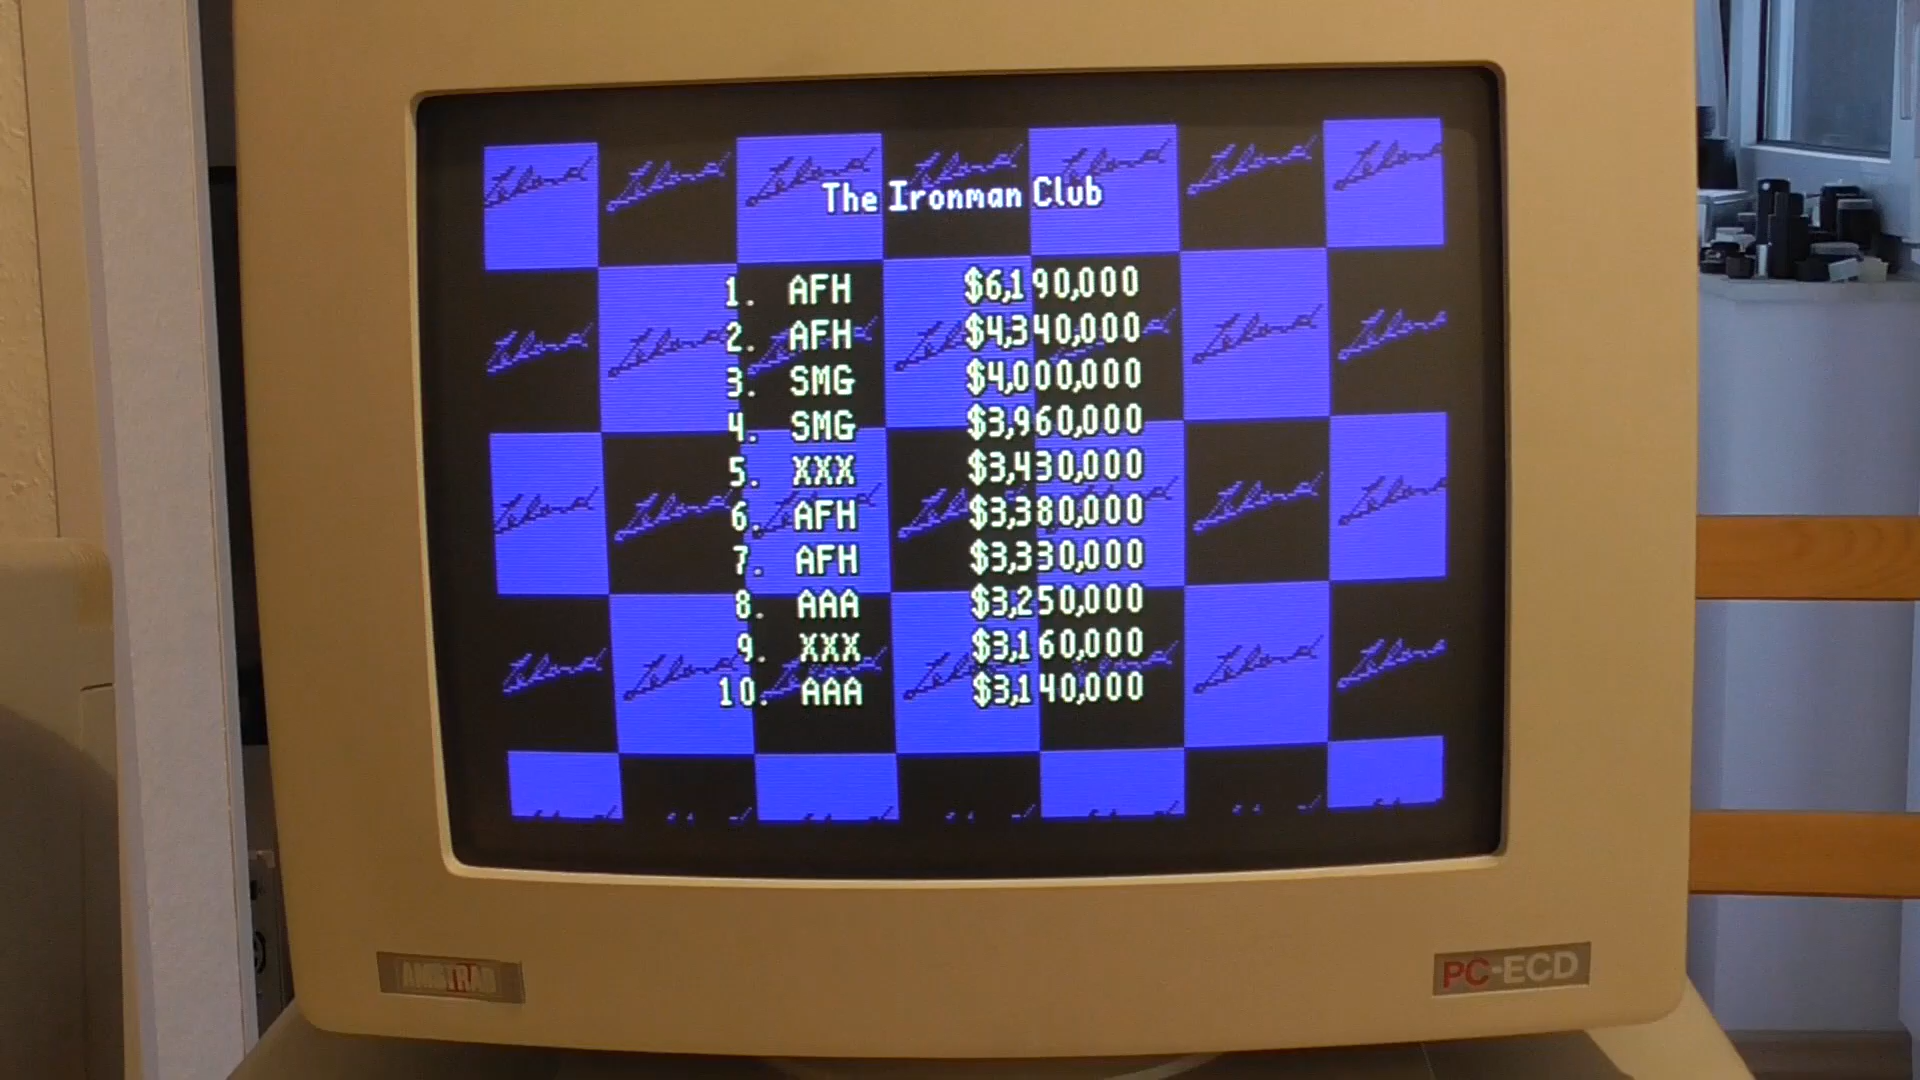 The Ironman Club
1. AFH $6,190,000
2. AFH $4,340,000
3. SMG $4,000,000
4. SMG $3,960,000
5. XXX $3,430,000
6. AFH $3,380,000
7. AFH $3,330,000
8. AAA $3,250,000
9. XXX $3,160,000
10. AAA $3,140,000
AMSTRAD
PC-ECD